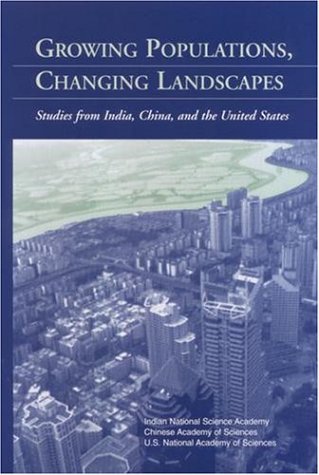 GROWING POPULATIONS,
CHANGING LANDSCAPES
Studies from India, China, and the United States
Indian National Science Academy
Chinese Academy of Sciences
U.S. National Academy of Sciences